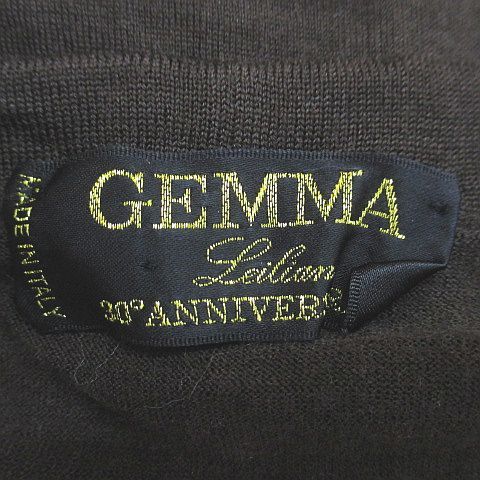 MADE IN ITALY
GEMMA
Leilian
30° ANNIVERS